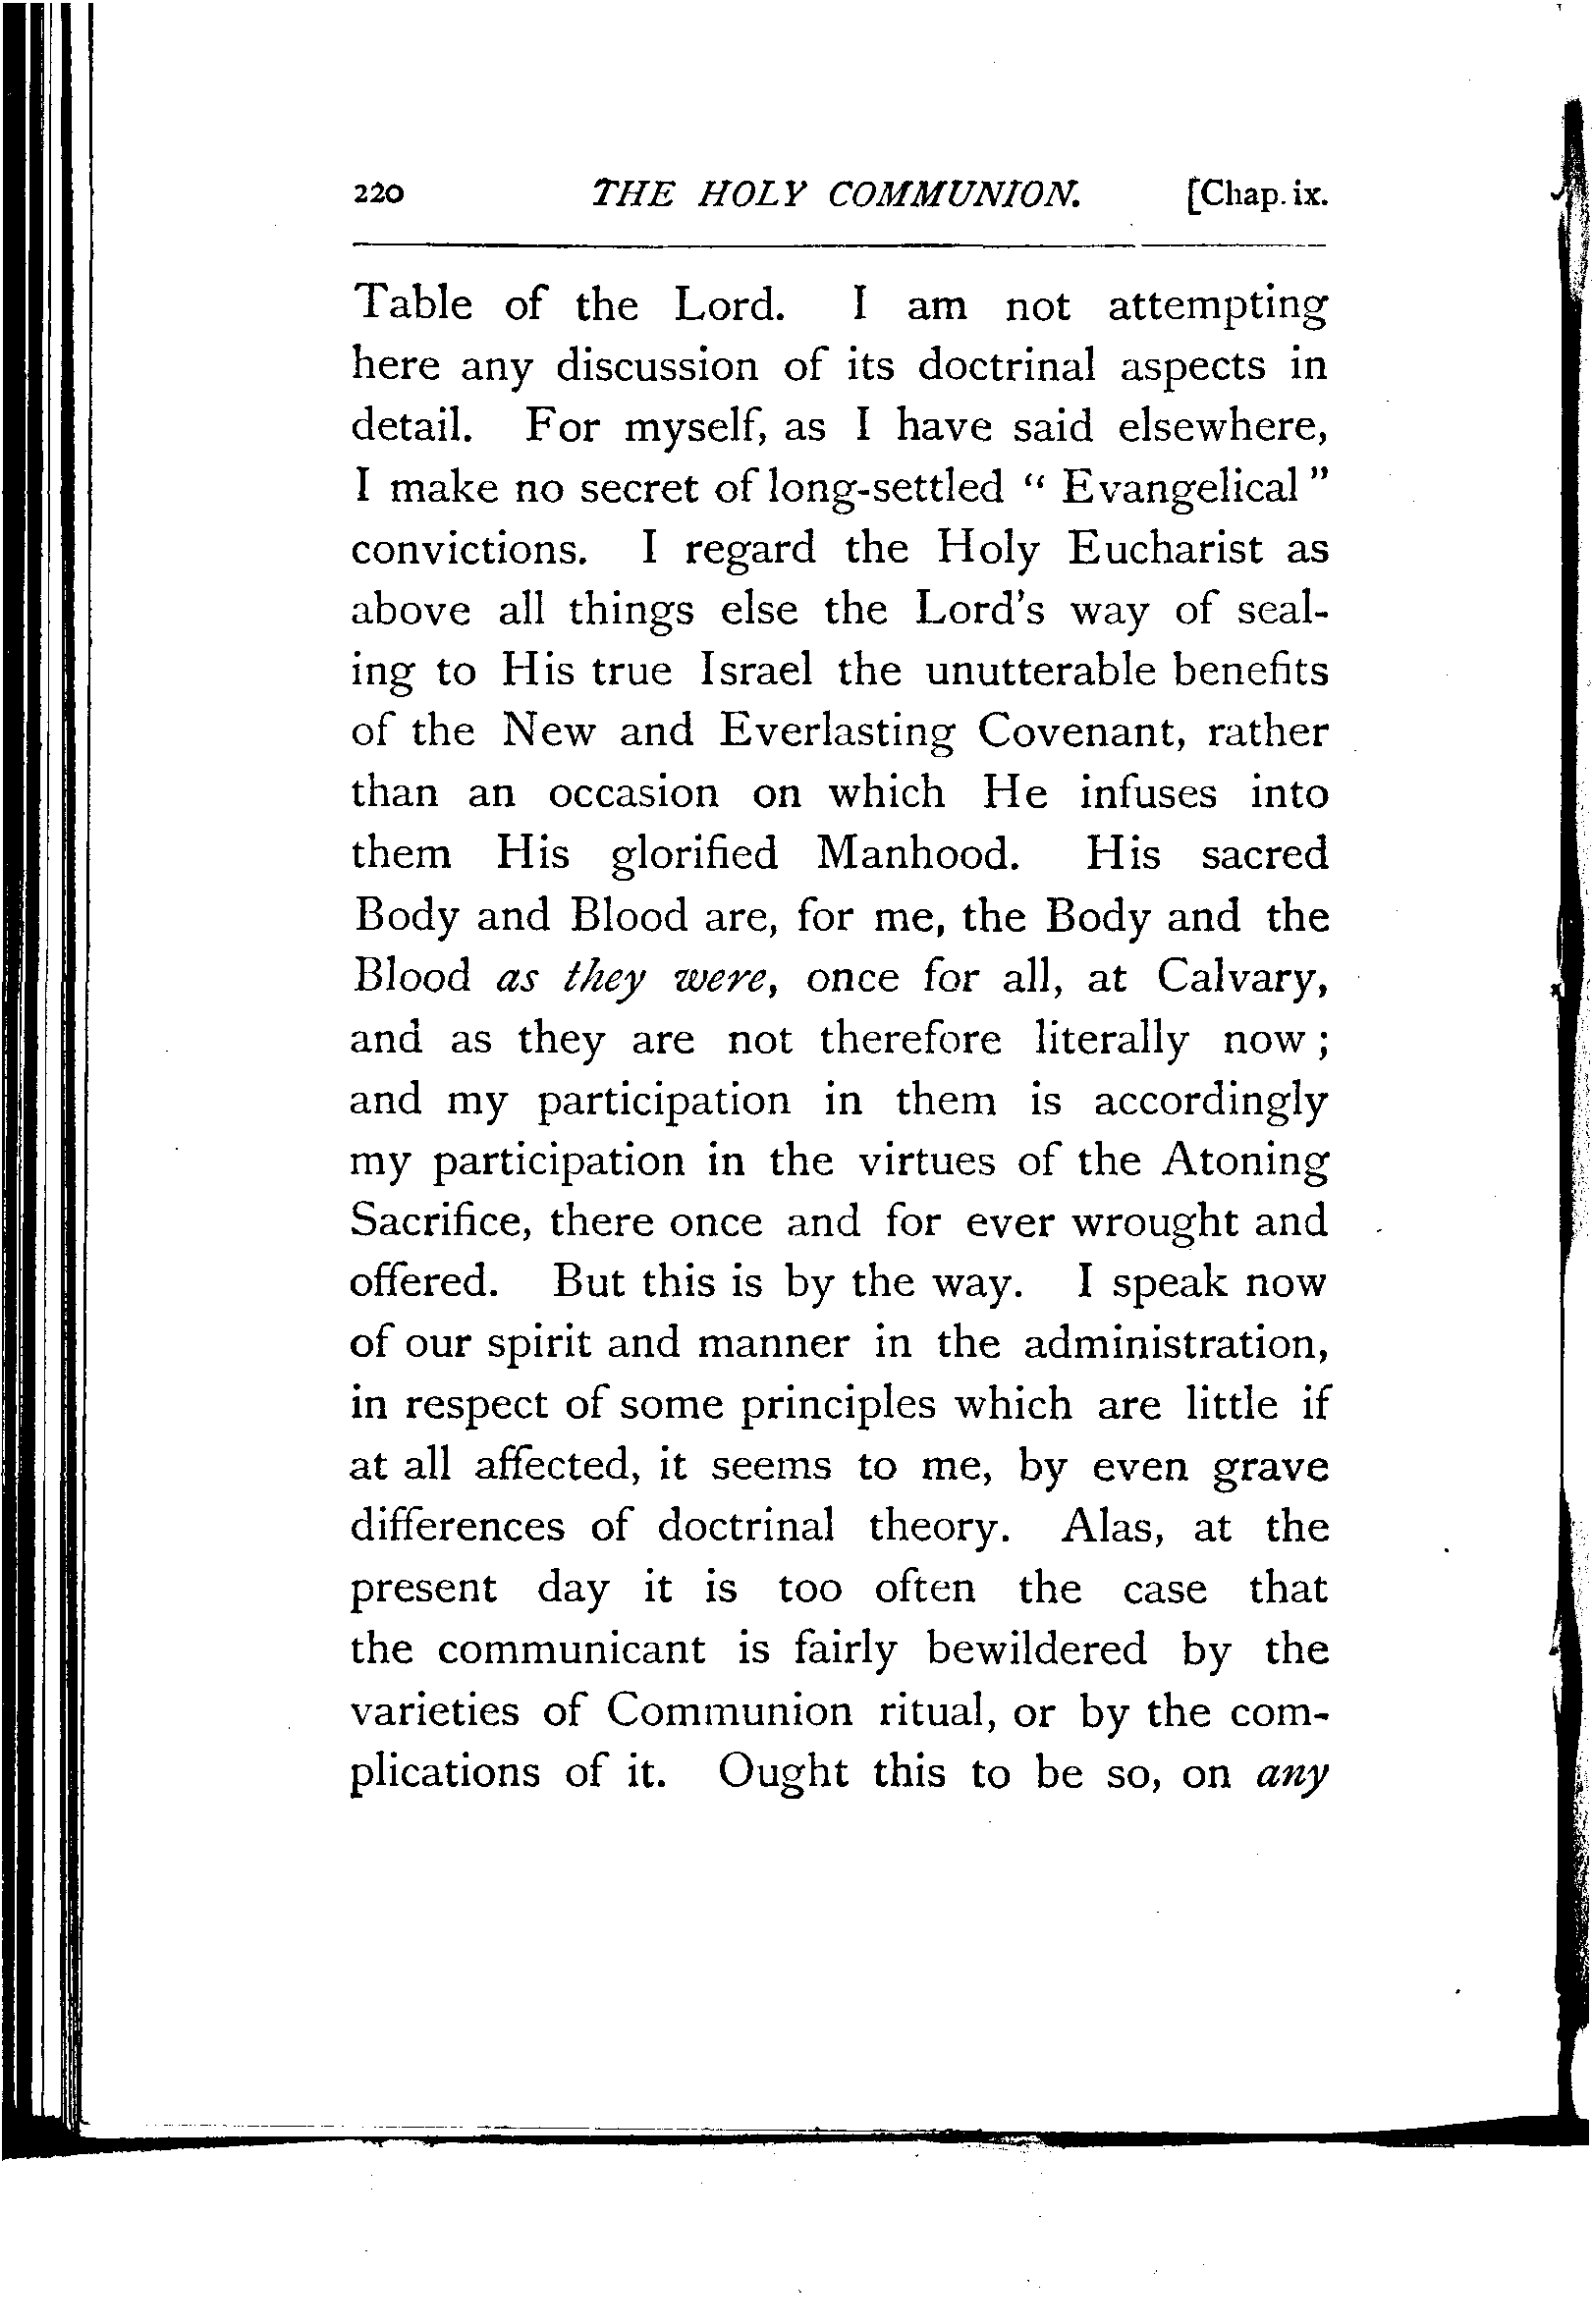 220 THE HOLY COMMUNION. [Chap. ix.
Table of the Lord. I am not attempting
here any discussion of its doctrinal aspects in
detail. For myself, as I have said elsewhere,
I make no secret of long-settled “ Evangelical ”
convictions. I regard the Holy Eucharist as
above all things else the Lord's way of seal-
ing to His true Israel the unutterable benefits
of the New and Everlasting Covenant, rather
than an occasion on which He infuses into
them His glorified Manhood. His sacred
Body and Blood are, for me, the Body and the
Blood as they were, once for all, at Calvary,
and as they are not therefore literally now ;
and my participation in them is accordingly
my participation in the virtues of the Atoning
Sacrifice, there once and for ever wrought and
offered. But this is by the way. I speak now
of our spirit and manner in the administration,
in respect of some principles which are little if
at all affected, it seems to me, by even grave
differences of doctrinal theory. Alas, at the
present day it is too often the case that
the communicant is fairly bewildered by the
varieties of Communion ritual, or by the com-
plications of it. Ought this to be so, on any